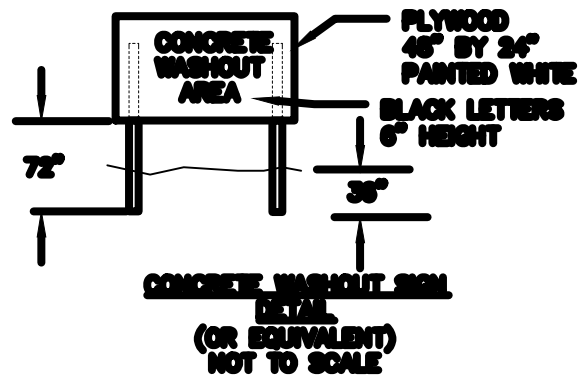 CONCRETE
WASHOUT
AREA
PLYWOOD
48" BY 24"
PAINTED WHITE
BLACK LETTERS
6" HEIGHT
72"
36"
CONCRETE WASHOUT SIGN
DETAIL
(OR EQUIVALENT)
NOT TO SCALE